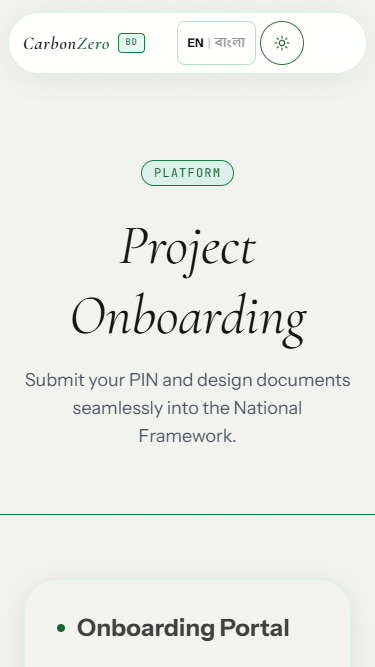 CarbonZero BD EN | বাংলা
PLATFORM
Project
Onboarding
Submit your PIN and design documents
seamlessly into the National
Framework.
Onboarding Portal